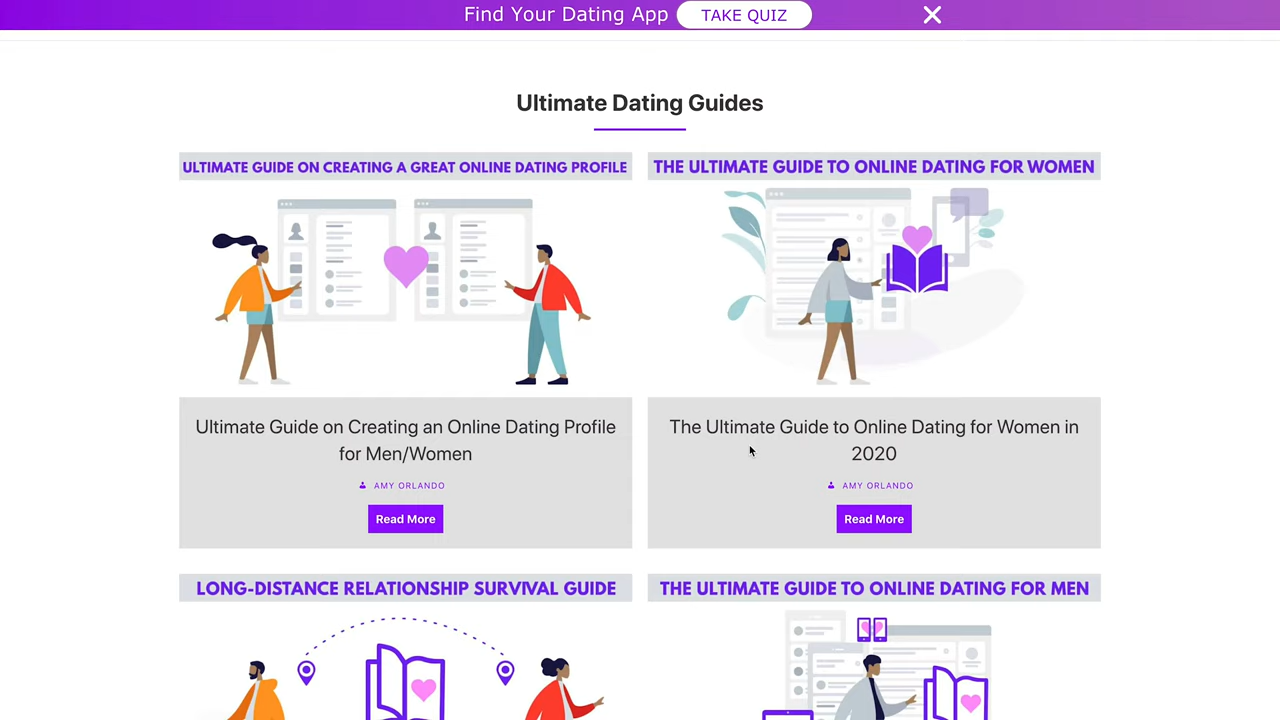 Find Your Dating App
TAKE QUIZ
Ultimate Dating Guides
ULTIMATE GUIDE ON CREATING A GREAT ONLINE DATING PROFILE
THE ULTIMATE GUIDE TO ONLINE DATING FOR WOMEN
Ultimate Guide on Creating an Online Dating Profile
for Men/Women
AMY ORLANDO
Read More
The Ultimate Guide to Online Dating for Women in
2020
AMY ORLANDO
Read More
LONG-DISTANCE RELATIONSHIP SURVIVAL GUIDE
THE ULTIMATE GUIDE TO ONLINE DATING FOR MEN